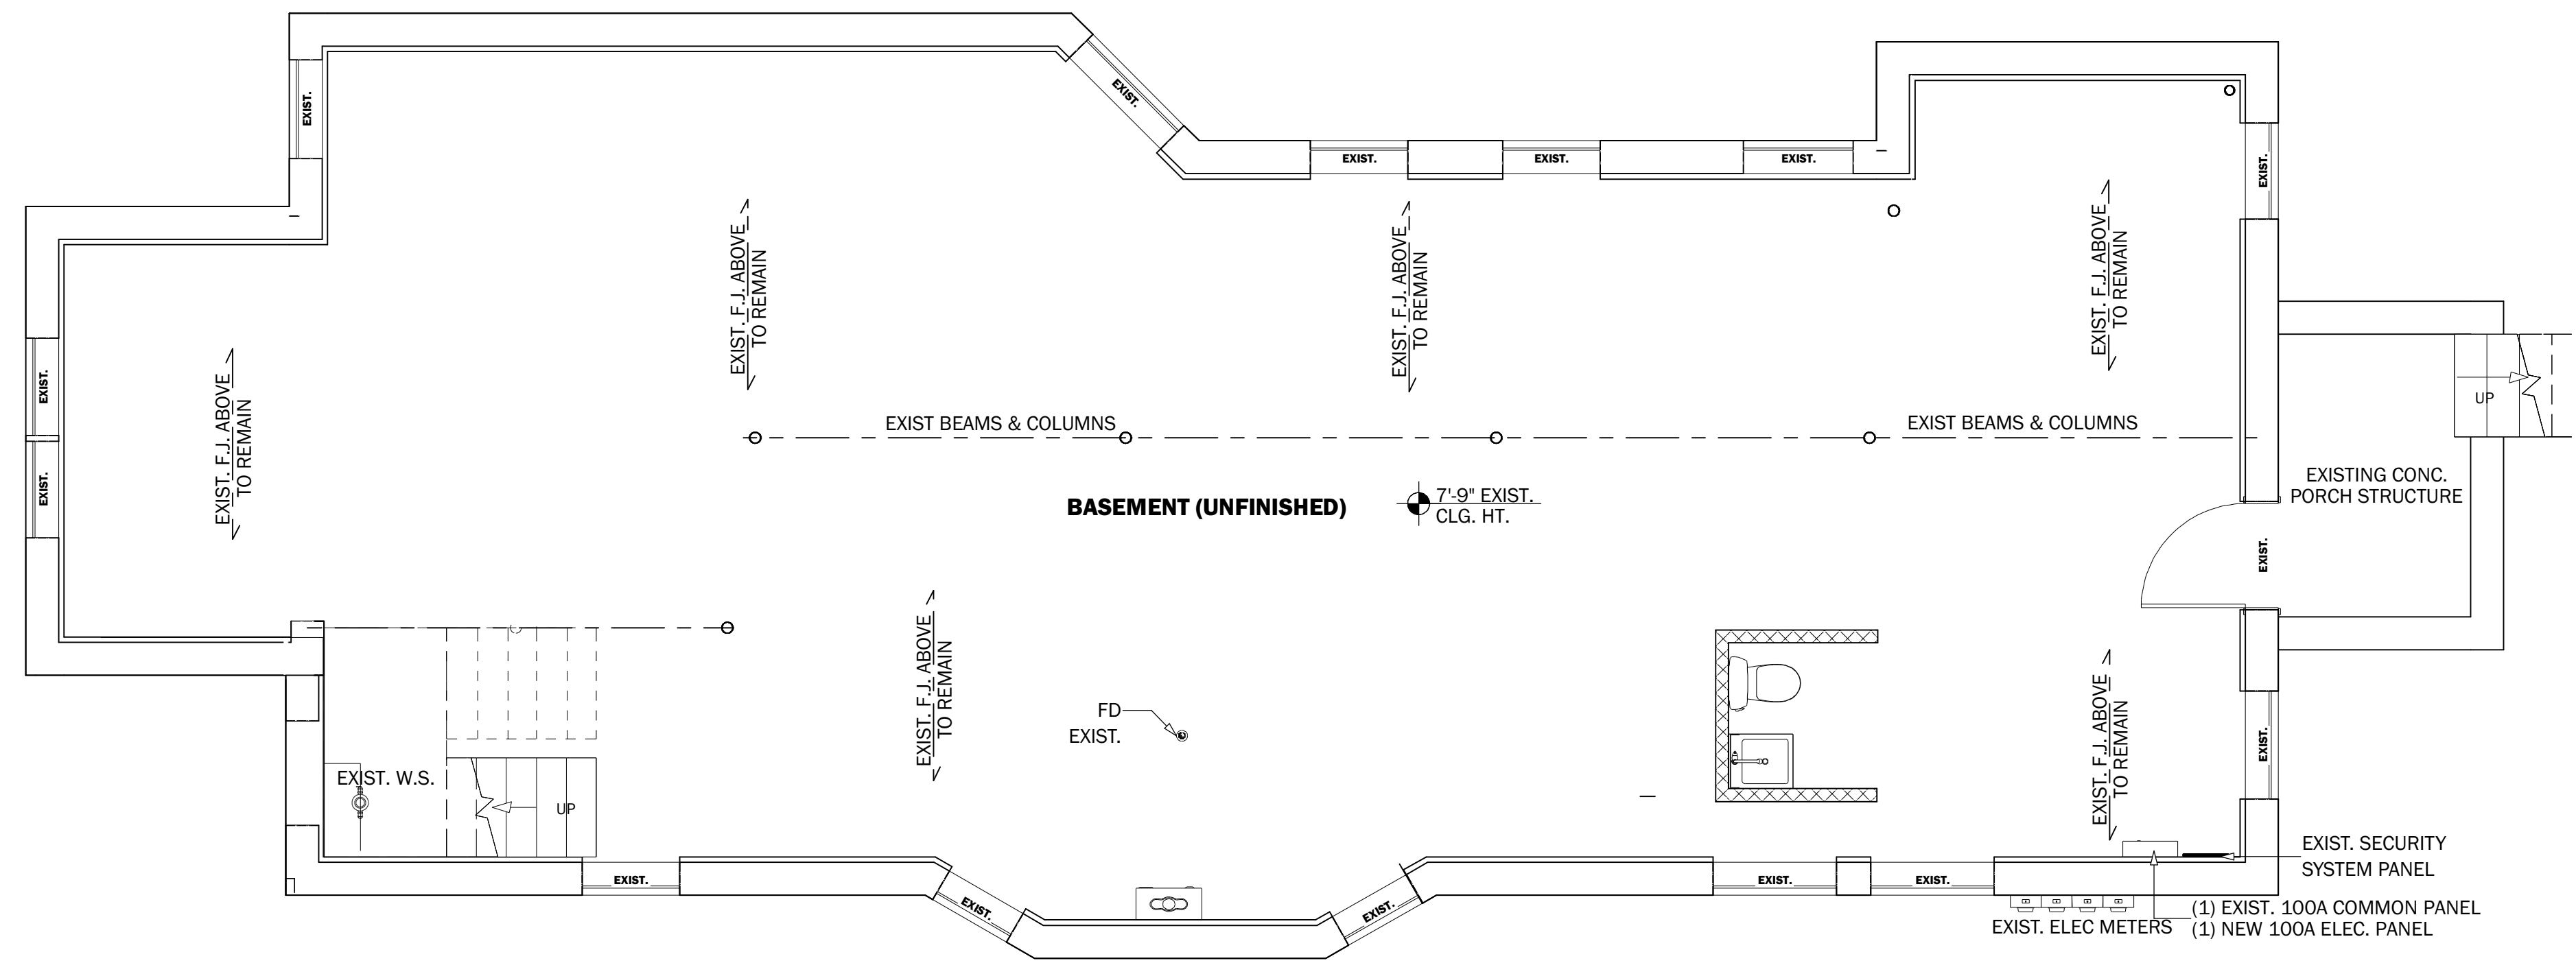 EXIST.
EXIST.
EXIST.
EXIST.
EXIST.
EXIST.
EXIST. F.J. ABOVE
TO REMAIN
EXIST. F.J. ABOVE
TO REMAIN
EXIST. F.J. ABOVE
TO REMAIN
EXIST. F.J. ABOVE
TO REMAIN
EXIST.
EXIST.
UP
EXIST BEAMS & COLUMNS
EXIST BEAMS & COLUMNS
EXISTING CONC.
PORCH STRUCTURE
BASEMENT (UNFINISHED)
7'-9" EXIST.
CLG. HT.
EXIST.
EXIST. F.J. ABOVE
TO REMAIN
FD
EXIST.
EXIST. F.J. ABOVE
TO REMAIN
EXIST.
EXIST. W.S.
UP
EXIST. SECURITY
SYSTEM PANEL
EXIST.
EXIST.
EXIST.
EXIST.
EXIST.
EXIST. ELEC METERS
(1) EXIST. 100A COMMON PANEL
(1) NEW 100A ELEC. PANEL